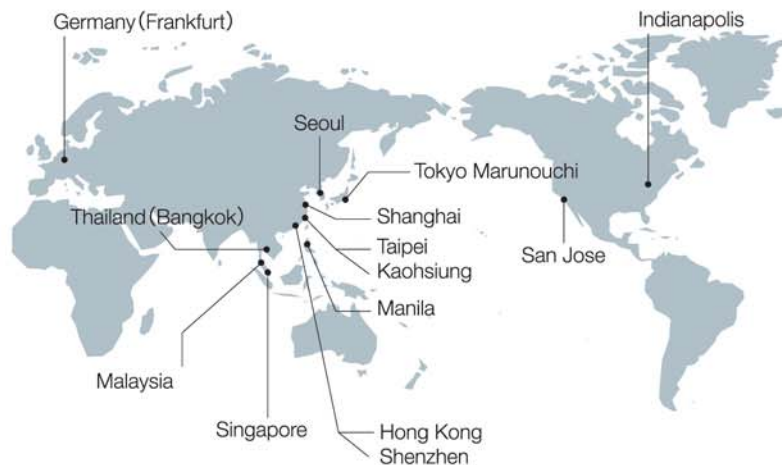 Germany (Frankfurt)
Indianapolis
Seoul
Tokyo Marunouchi
Thailand (Bangkok)
Shanghai
Taipei
Kaohsiung
San Jose
Manila
Malaysia
Singapore
Hong Kong
Shenzhen